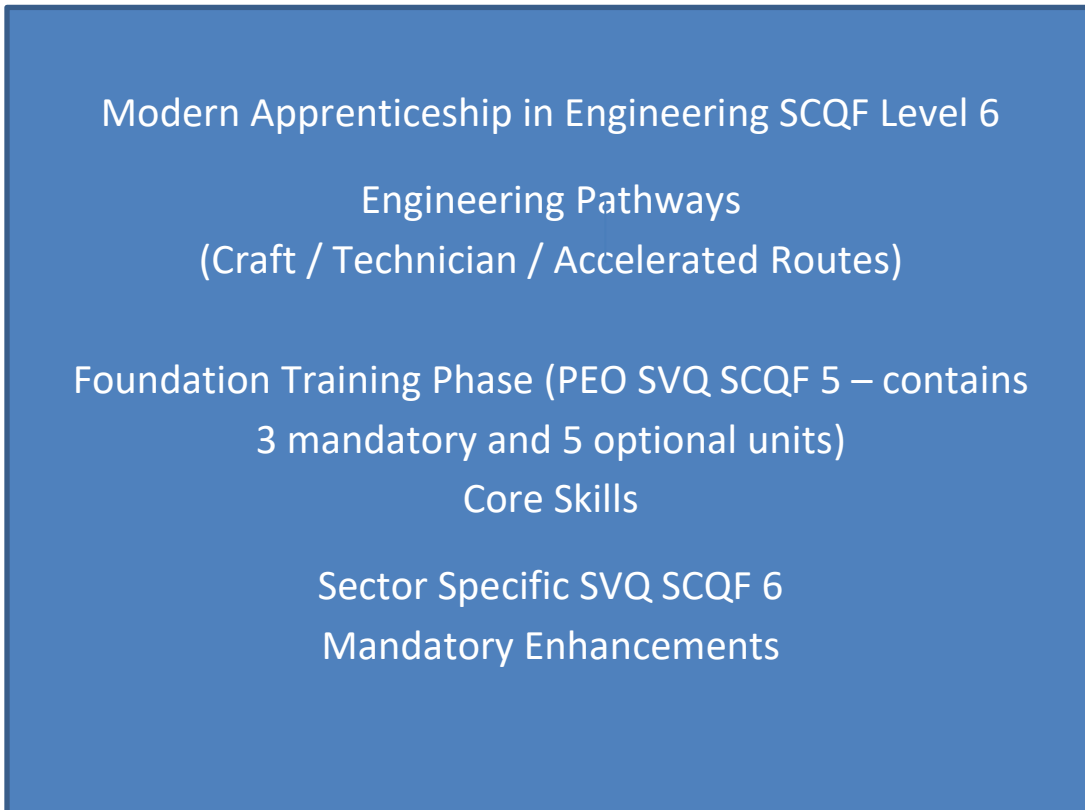 Modern Apprenticeship in Engineering SCQF Level 6
Engineering Pathways
(Craft / Technician / Accelerated Routes)
Foundation Training Phase (PEO SVQ SCQF 5 – contains
3 mandatory and 5 optional units)
Core Skills
Sector Specific SVQ SCQF 6
Mandatory Enhancements